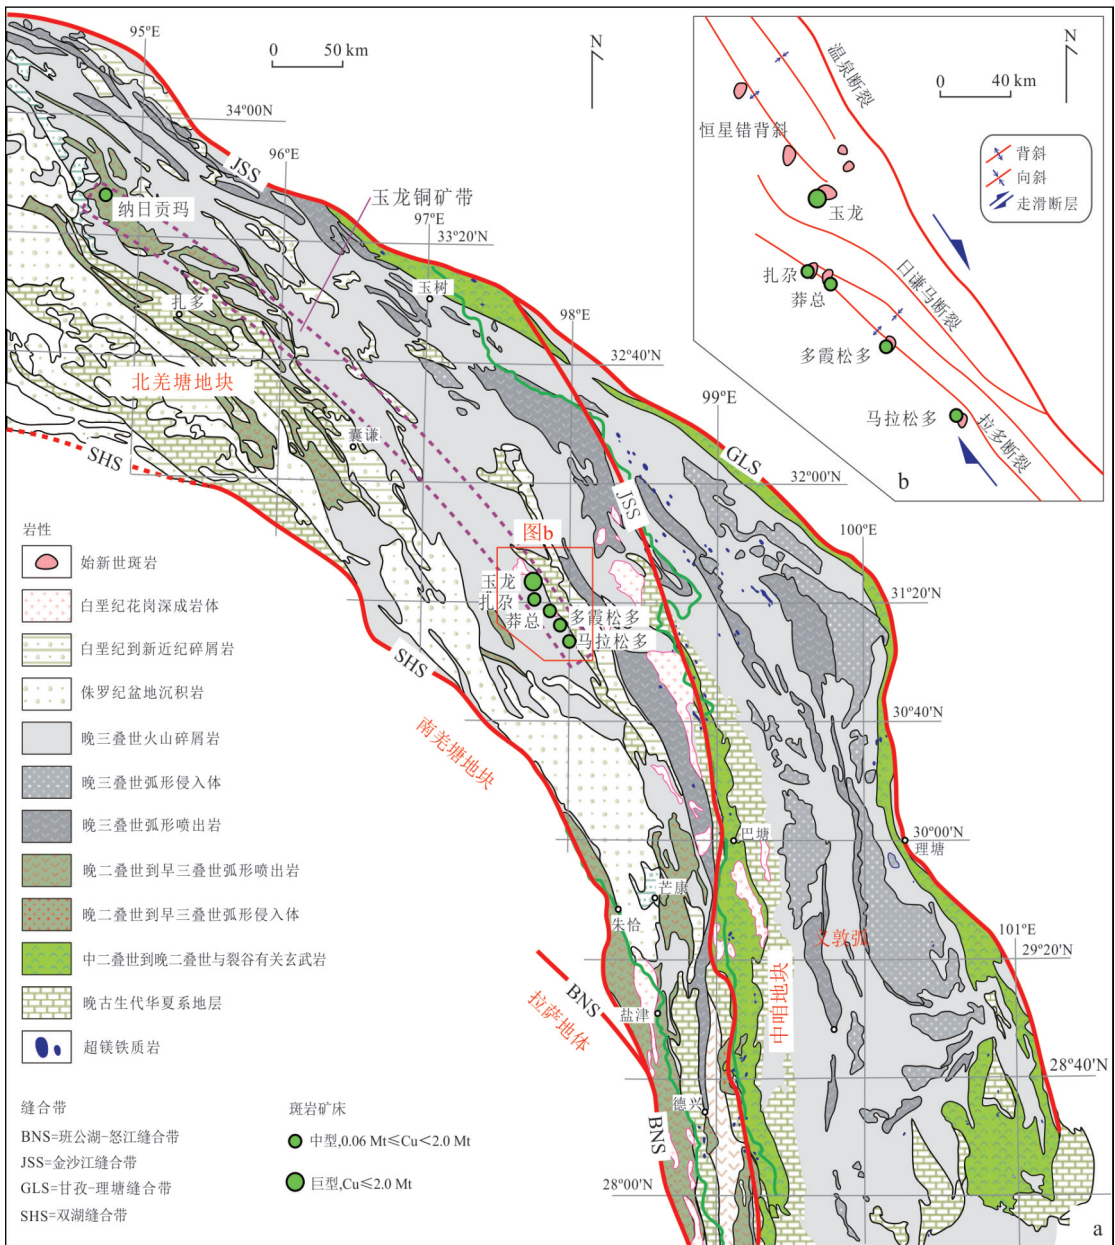 95°E
0
50 km
N
34°00N
96°E
JSS
玉龙铜矿带
97°E
33°20'N
纳日贡玛
玉树
扎多
98°E
32°40'N
北羌塘地块
99°E
囊谦
SHS
GLS
32°00'N
JSS
100°E
图b
玉龙
扎尕
莽总
多霞松多
马拉松多
31°20'N
SHS
30°40'N
南羌塘地块
巴塘
30°00'N
理塘
芒康
朱恰
义敦弧
101°E
29°20'N
BNS
拉萨地体
盐津
中咱地块
28°40'N
德兴
BNS
28°00'N
a
N
0
40 km
温泉断裂
恒星错背斜
背斜
向斜
走滑断层
玉龙
扎尕
莽总
日谦马断裂
多霞松多
马拉松多
拉多断裂
b
岩性
始新世斑岩
白垩纪花岗深成岩体
白垩纪到新近纪碎屑岩
侏罗纪盆地沉积岩
晚三叠世火山碎屑岩
晚三叠世弧形侵入体
晚三叠世弧形喷出岩
晚二叠世到早三叠世弧形喷出岩
晚二叠世到早三叠世弧形侵入体
中二叠世到晚二叠世与裂谷有关玄武岩
晚古生代华夏系地层
超镁铁质岩
缝合带
BNS=班公湖-怒江缝合带
JSS=金沙江缝合带
GLS=甘孜-理塘缝合带
SHS=双湖缝合带
斑岩矿床
中型,0.06 Mt≤Cu<2.0 Mt
巨型,Cu≤2.0 Mt